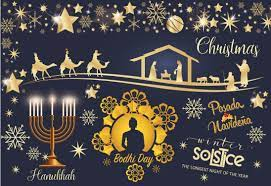 Christmas
Posada
Navideña
winter
solstice
THE LONGEST NIGHT OF THE YEAR
Hanukkah
Bodhi Day